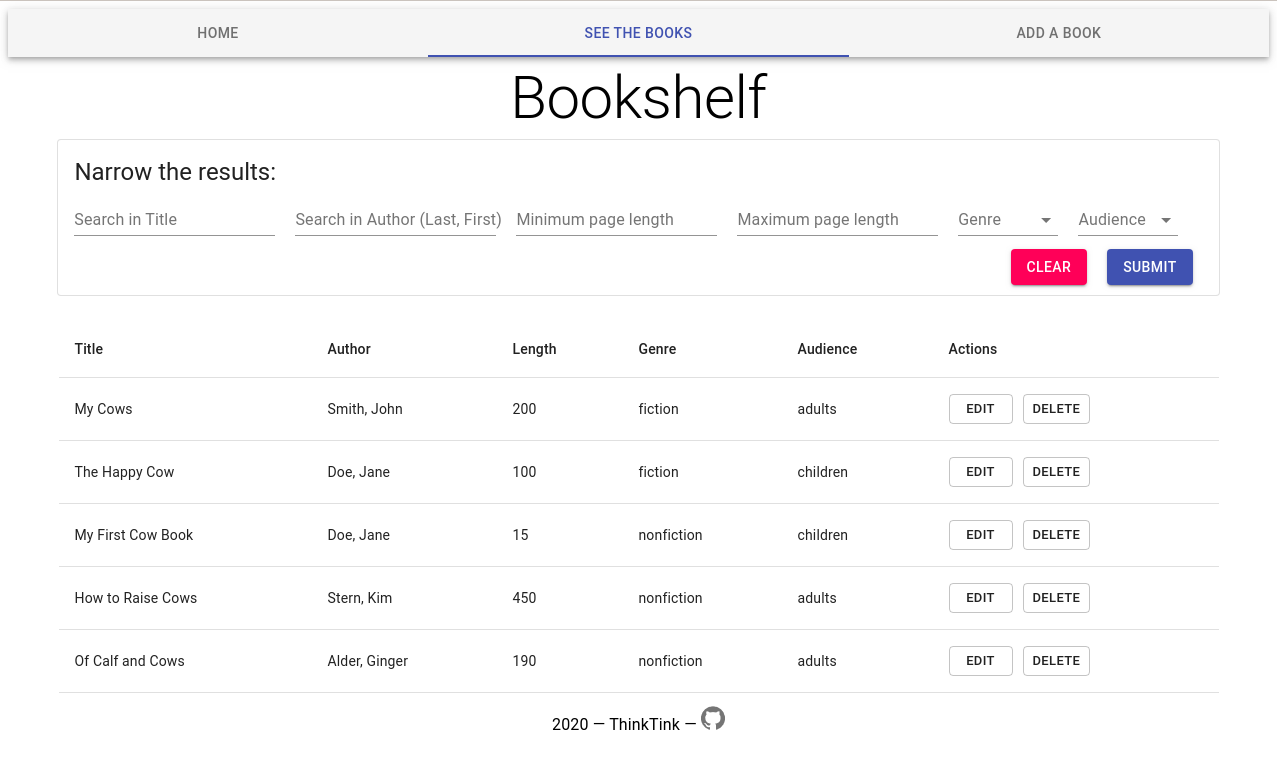 HOME SEE THE BOOKS ADD A BOOK
Bookshelf
Narrow the results:
Search in Title Search in Author (Last, First) Minimum page length Maximum page length Genre Audience
CLEAR SUBMIT
Title Author Length Genre Audience Actions
My Cows Smith, John 200 fiction adults EDIT DELETE
The Happy Cow Doe, Jane 100 fiction children EDIT DELETE
My First Cow Book Doe, Jane 15 nonfiction children EDIT DELETE
How to Raise Cows Stern, Kim 450 nonfiction adults EDIT DELETE
Of Calf and Cows Alder, Ginger 190 nonfiction adults EDIT DELETE
2020 — ThinkTink —